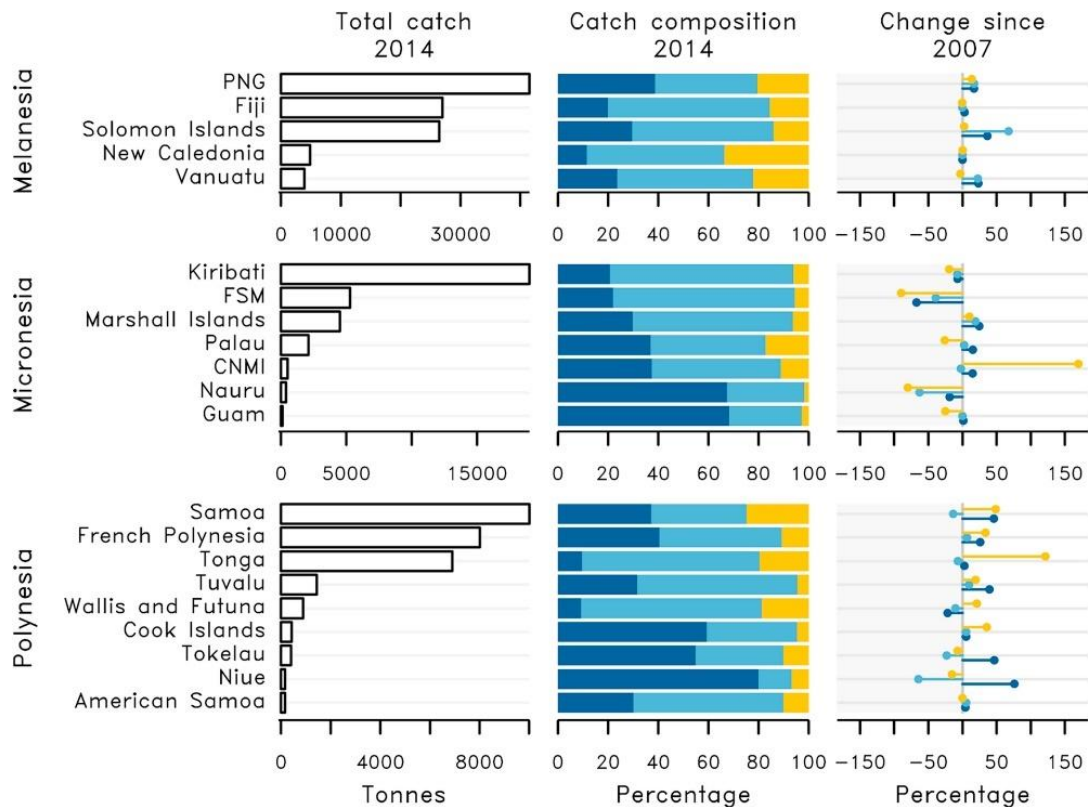 Total catch
2014
Catch composition
2014
Change since
2007
Melanesia
PNG
Fiji
Solomon Islands
New Caledonia
Vanuatu
0 10000 30000
0 20 40 60 80 100
-150 -50 50 150
Micronesia
Kiribati
FSM
Marshall Islands
Palau
CNMI
Nauru
Guam
0 5000 15000
0 20 40 60 80 100
-150 -50 50 150
Polynesia
Samoa
French Polynesia
Tonga
Tuvalu
Wallis and Futuna
Cook Islands
Tokelau
Niue
American Samoa
0 2000 8000
0 20 40 60 80 100
-150 -50 50 150
Tonnes
Percentage
Percentage